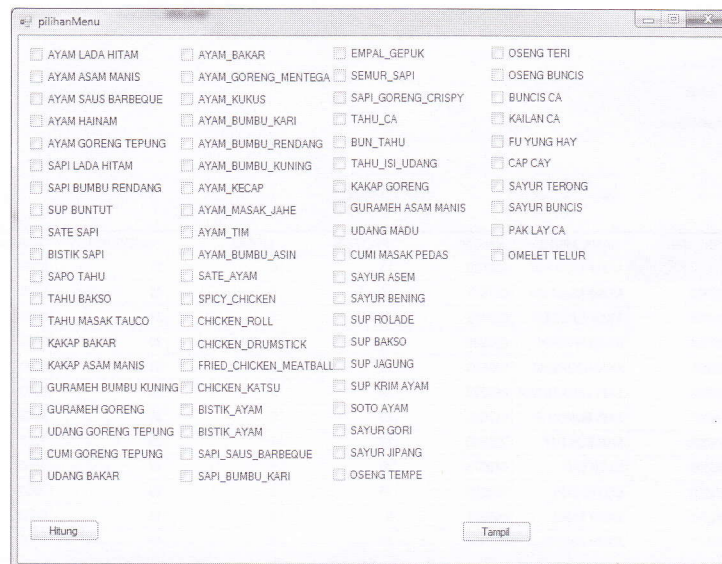 pilihanMenu
AYAM LADA HITAM
AYAM ASAM MANIS
AYAM SAUS BARBEQUE
AYAM HAINAM
AYAM GORENG TEPUNG
SAPI LADA HITAM
SAPI BUMBU RENDANG
SUP BUNTUT
SATE SAPI
BISTIK SAPI
SAPO TAHU
TAHU BAKSO
TAHU MASAK TAUCO
KAKAP BAKAR
KAKAP ASAM MANIS
GURAMEH BUMBU KUNING
GURAMEH GORENG
UDANG GORENG TEPUNG
CUMI GORENG TEPUNG
UDANG BAKAR
AYAM_BAKAR
AYAM_GORENG_MENTEGA
AYAM_KUKUS
AYAM_BUMBU_KARI
AYAM_BUMBU_RENDANG
AYAM_BUMBU_KUNING
AYAM_KECAP
AYAM_MASAK_JAHE
AYAM_TIM
AYAM_BUMBU_ASIN
SATE_AYAM
SPICY_CHICKEN
CHICKEN_ROLL
CHICKEN_DRUMSTICK
FRIED_CHICKEN_MEATBALL
CHICKEN_KATSU
BISTIK_AYAM
BISTIK_AYAM
SAPI_SAUS_BARBEQUE
SAPI_BUMBU_KARI
EMPAL_GEPUK
SEMUR_SAPI
SAPI_GORENG_CRISPY
TAHU_CA
BUN_TAHU
TAHU_ISI_UDANG
KAKAP GORENG
GURAMEH ASAM MANIS
UDANG MADU
CUMI MASAK PEDAS
SAYUR ASEM
SAYUR BENING
SUP ROLADE
SUP BAKSO
SUP JAGUNG
SUP KRIM AYAM
SOTO AYAM
SAYUR GORI
SAYUR JIPANG
OSENG TEMPE
OSENG TERI
OSENG BUNCIS
BUNCIS CA
KAILAN CA
FU YUNG HAY
CAP CAY
SAYUR TERONG
SAYUR BUNCIS
PAK LAY CA
OMELET TELUR
Hitung
Tampil